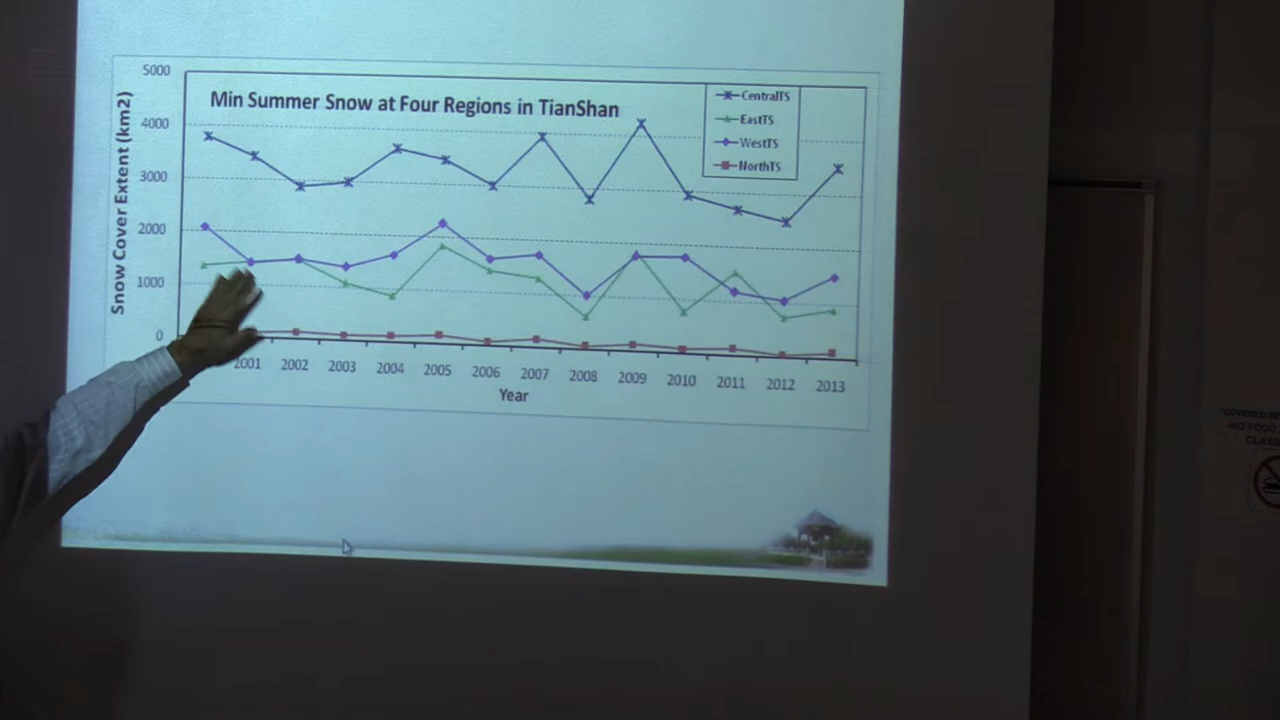 5000
Min Summer Snow at Four Regions in TianShan
CentralTS
EastTS
WestTS
NorthTS
4000
3000
2000
1000
0
Snow Cover Extent (km2)
2001 2002 2003 2004 2005 2006 2007 2008 2009 2010 2011 2012 2013
Year
"COVERED
-NO FOOD,
CLASS